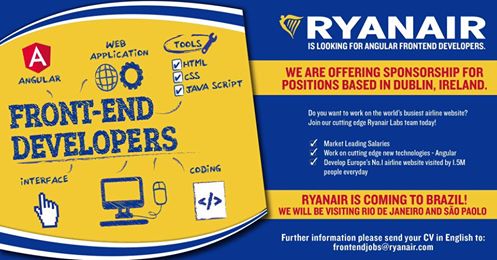 ANGULAR
WEB
APPLICATION
TOOLS
HTML
CSS
JAVA SCRIPT
FRONT-END
DEVELOPERS
INTERFACE
CODING
</>
RYANAIR
IS LOOKING FOR ANGULAR FRONTEND DEVELOPERS.
WE ARE OFFERING SPONSORSHIP FOR
POSITIONS BASED IN DUBLIN, IRELAND.
Do you want to work on the world's busiest airline website?
Join our cutting edge Ryanair Labs team today!
Market Leading Salaries
Work on cutting edge new technologies - Angular
Develop Europe's No.1 airline website visited by 1.5M
people everyday
RYANAIR IS COMING TO BRAZIL!
WE WILL BE VISITING RIO DE JANEIRO AND SÃO PAOLO
Further information please send your CV in English to:
frontendjobs@ryanair.com